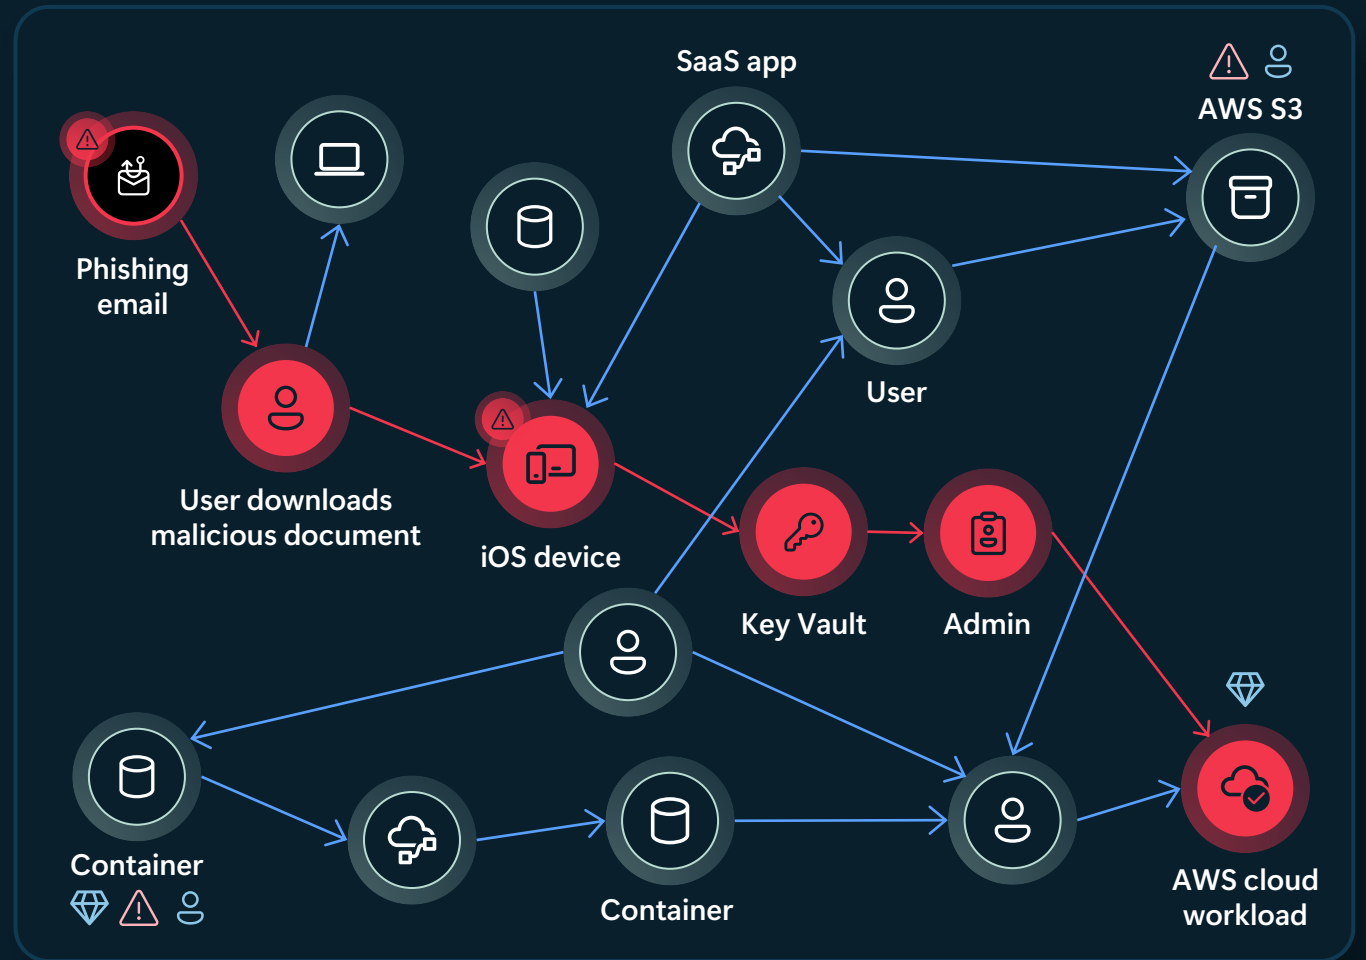 SaaS app
AWS S3
Phishing
email
User
User downloads
malicious document
iOS device
Key Vault
Admin
Container
Container
AWS cloud
workload